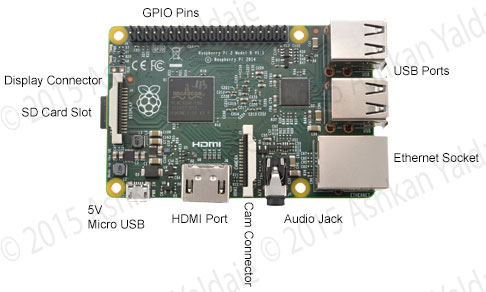 GPIO Pins
Raspberry Pi 2 Model B V1.1
© Raspberry Pi 2014
USB Ports
Display Connector
SD Card Slot
HDMI
Ethernet Socket
5V
Micro USB
HDMI Port
Cam Connector
Audio Jack
© 2015 Ashkan Yaldaie